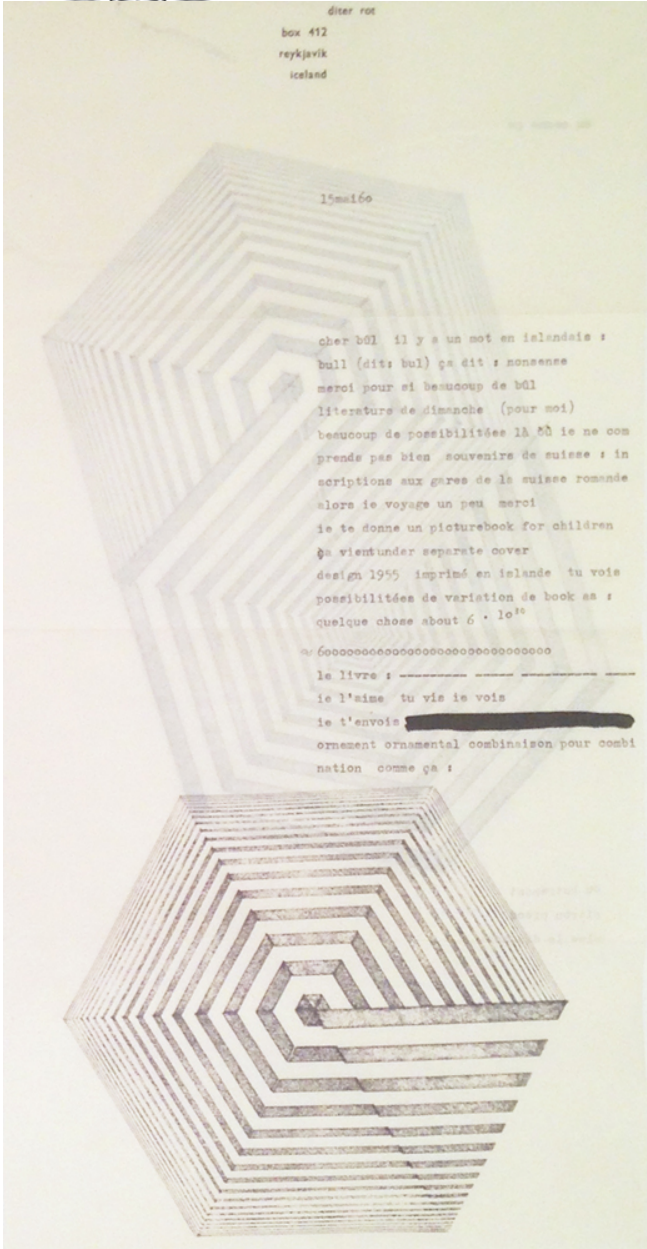 diter rot
box 412
reykjavik
iceland
15mai60
cher bûl il y a un mot en islandais :
bull (dit: bul) ça dit : nonsense
merci pour si beaucoup de bûl
literature de dimanche (pour moi)
beaucoup de possibilitées là où ie ne com
prends pas bien souvenirs de suisse : in
scriptions aux gares de la suisse romande
alors ie voyage un peu merci
ie te donne un picturebook for children
ça vientunder separate cover
design 1955 imprimé en islande tu vois
possibilitées de variation de book as :
quelque chose about 6 · 10³⁰
≈ 6oooooooooooooooooooooooooooooo
le livre : --------- ----- --------- ----
ie l'aime tu vis ie vois
ie t'envois
ornement ornamental combinaison pour combi
nation comme ça :